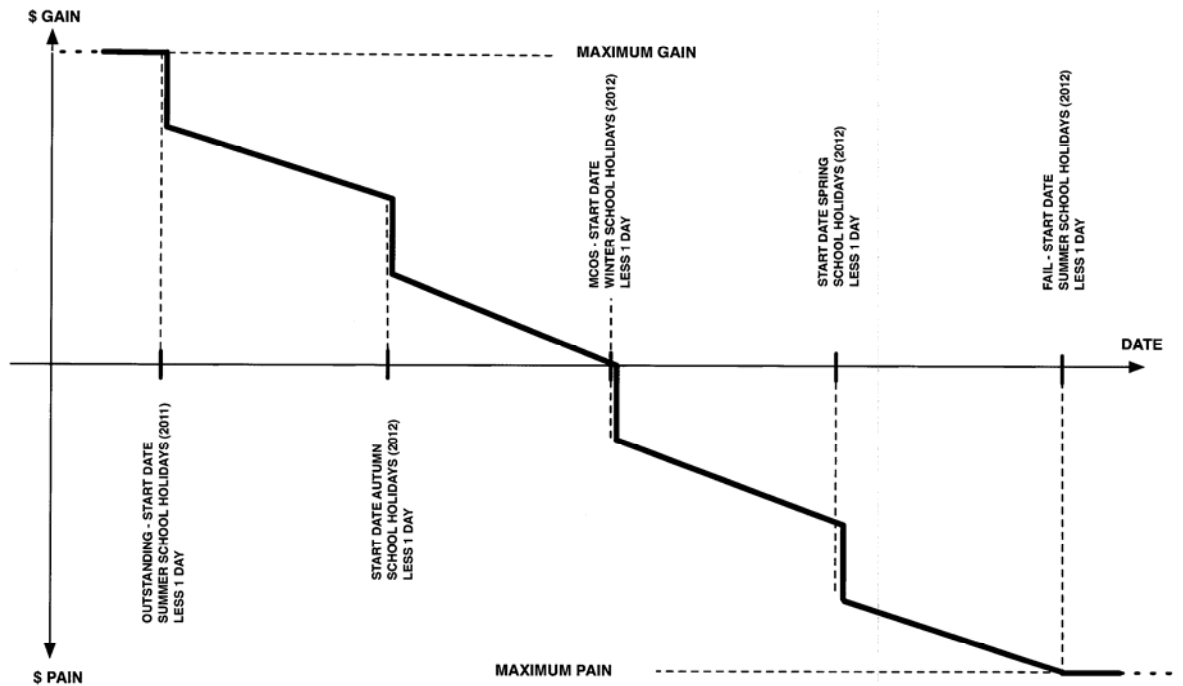 $ GAIN
MAXIMUM GAIN
MCOS - START DATE
WINTER SCHOOL HOLIDAYS (2012)
LESS 1 DAY
START DATE SPRING
SCHOOL HOLIDAYS (2012)
LESS 1 DAY
FAIL - START DATE
SUMMER SCHOOL HOLIDAYS (2012)
LESS 1 DAY
DATE
OUTSTANDING - START DATE
SUMMER SCHOOL HOLIDAYS (2011)
LESS 1 DAY
START DATE AUTUMN
SCHOOL HOLIDAYS (2012)
LESS 1 DAY
$ PAIN
MAXIMUM PAIN